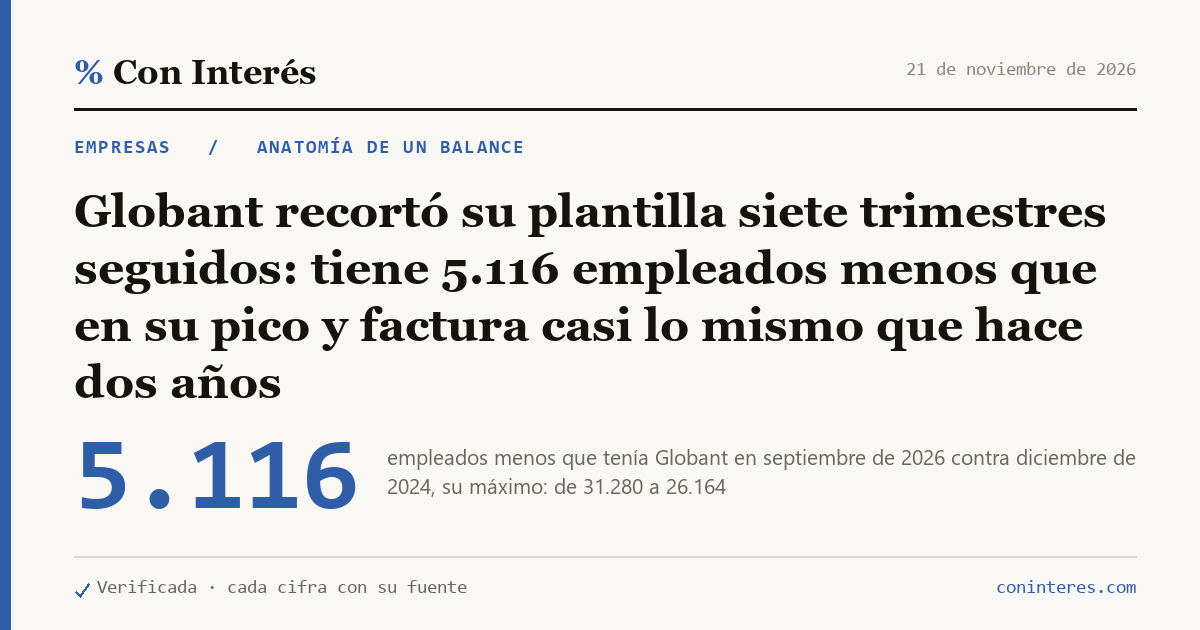 % Con Interés
21 de noviembre de 2026
EMPRESAS / ANATOMÍA DE UN BALANCE
Globant recortó su plantilla siete trimestres
seguidos: tiene 5.116 empleados menos que
en su pico y factura casi lo mismo que hace
dos años
5.116
empleados menos que tenía Globant en septiembre de 2026 contra diciembre de
2024, su máximo: de 31.280 a 26.164
✓ Verificada · cada cifra con su fuente
coninteres.com